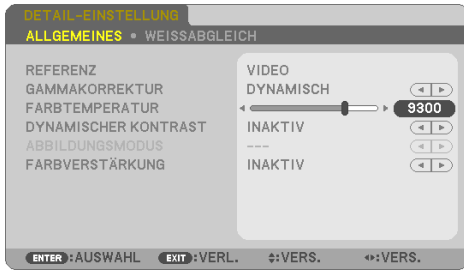 DETAIL-EINSTELLUNG
ALLGEMEINES • WEISSABGLEICH
REFERENZ VIDEO
GAMMAKORREKTUR DYNAMISCH
FARBTEMPERATUR 9300
DYNAMISCHER KONTRAST INAKTIV
ABBILDUNGSMODUS ---
FARBVERSTÄRKUNG INAKTIV
ENTER:AUSWAHL EXIT:VERL. :VERS. :VERS.